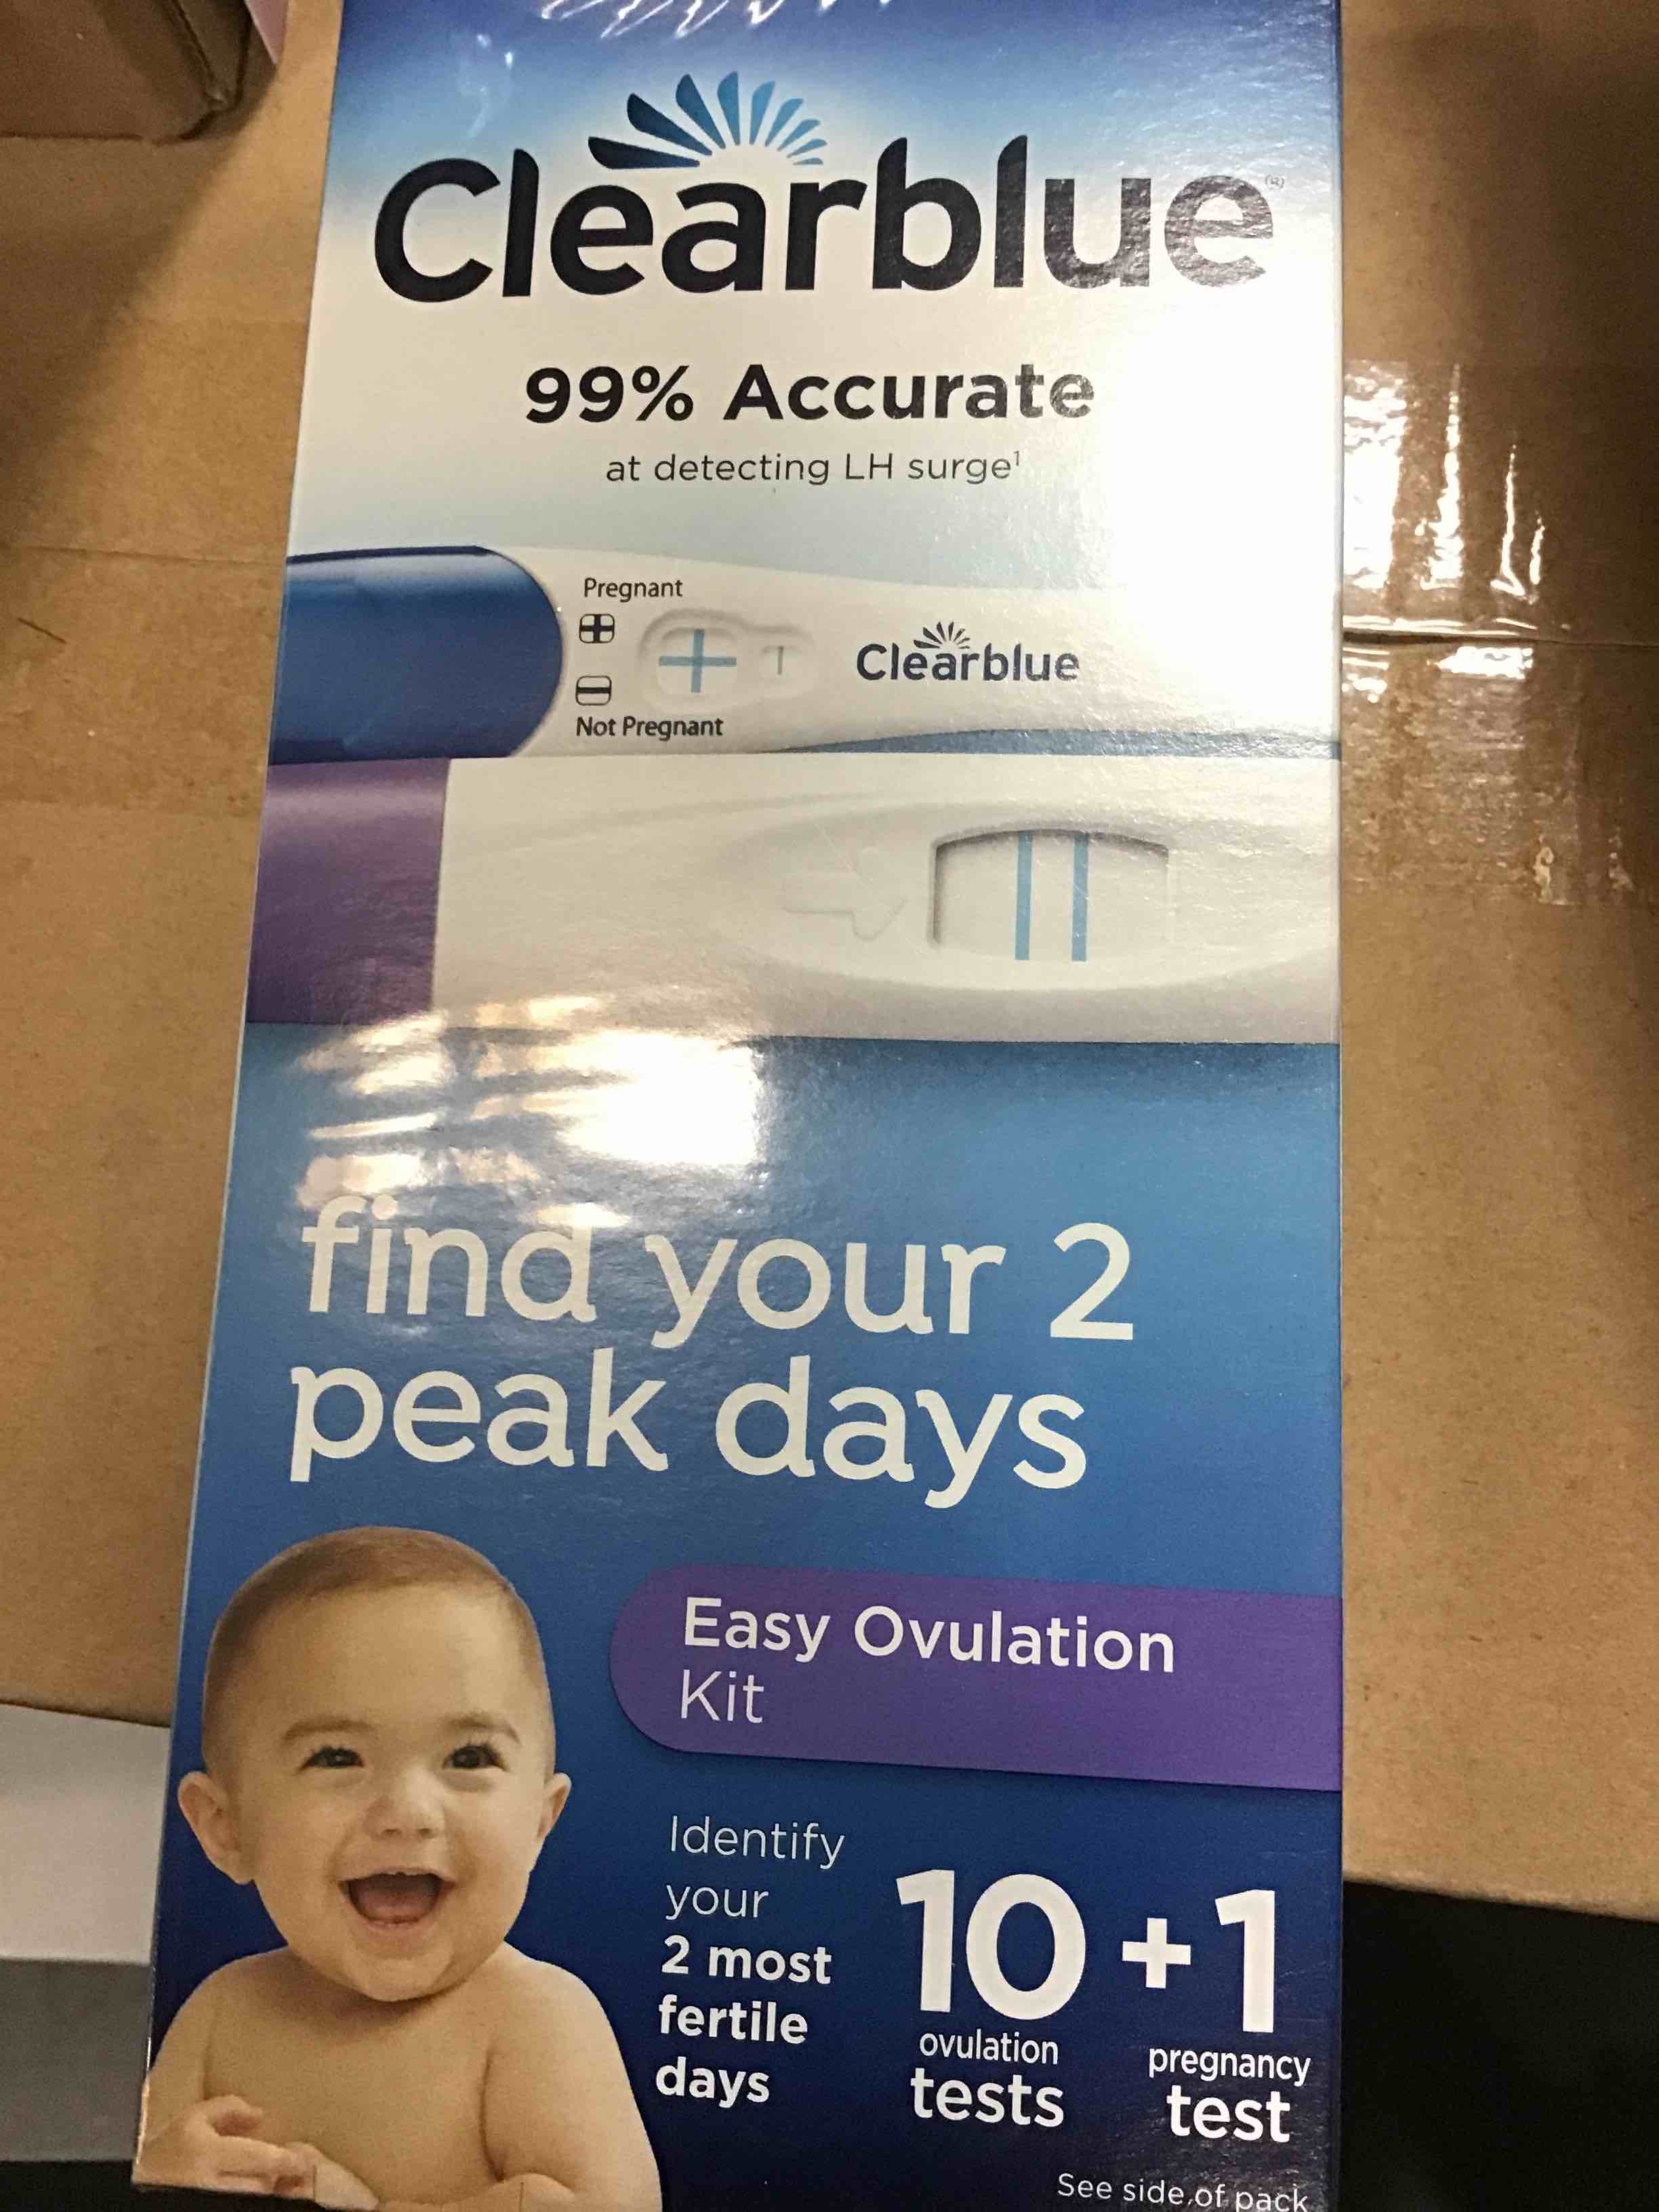 Clearblue®
99% Accurate
at detecting LH surge¹
Pregnant
Clearblue
Not Pregnant
find your 2
peak days
Easy Ovulation
Kit
Identify
your
2 most
fertile
days
10 + 1
ovulation
tests
pregnancy
test
See side of pack